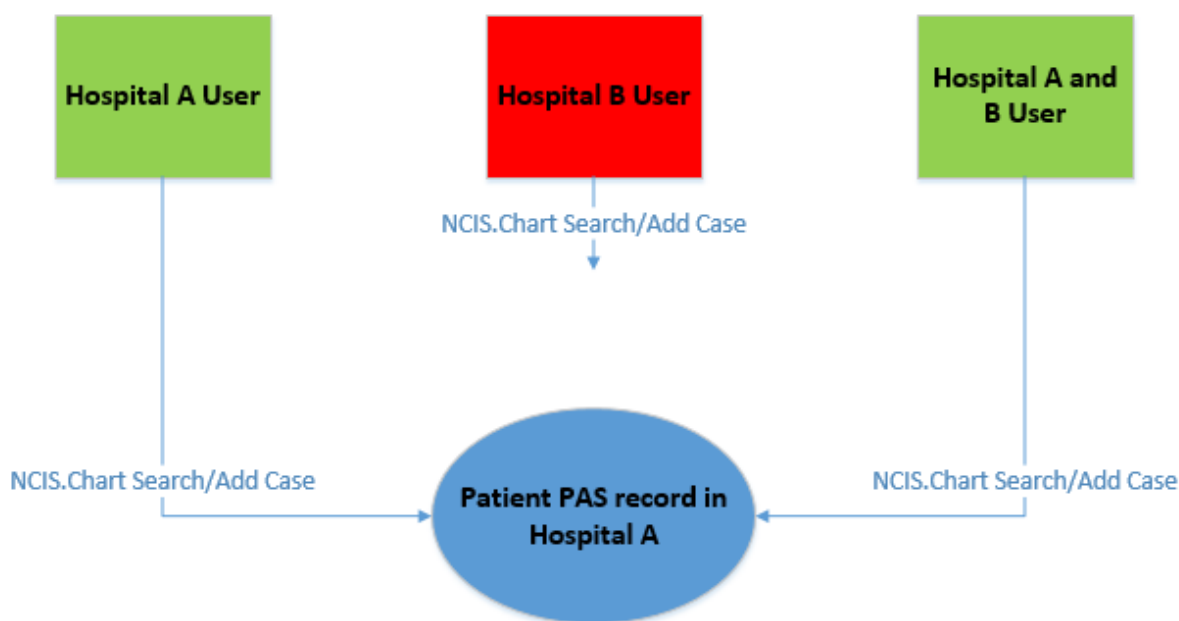 Hospital A User
Hospital B User
Hospital A and
B User
NCIS.Chart Search/Add Case
NCIS.Chart Search/Add Case
NCIS.Chart Search/Add Case
Patient PAS record in
Hospital A